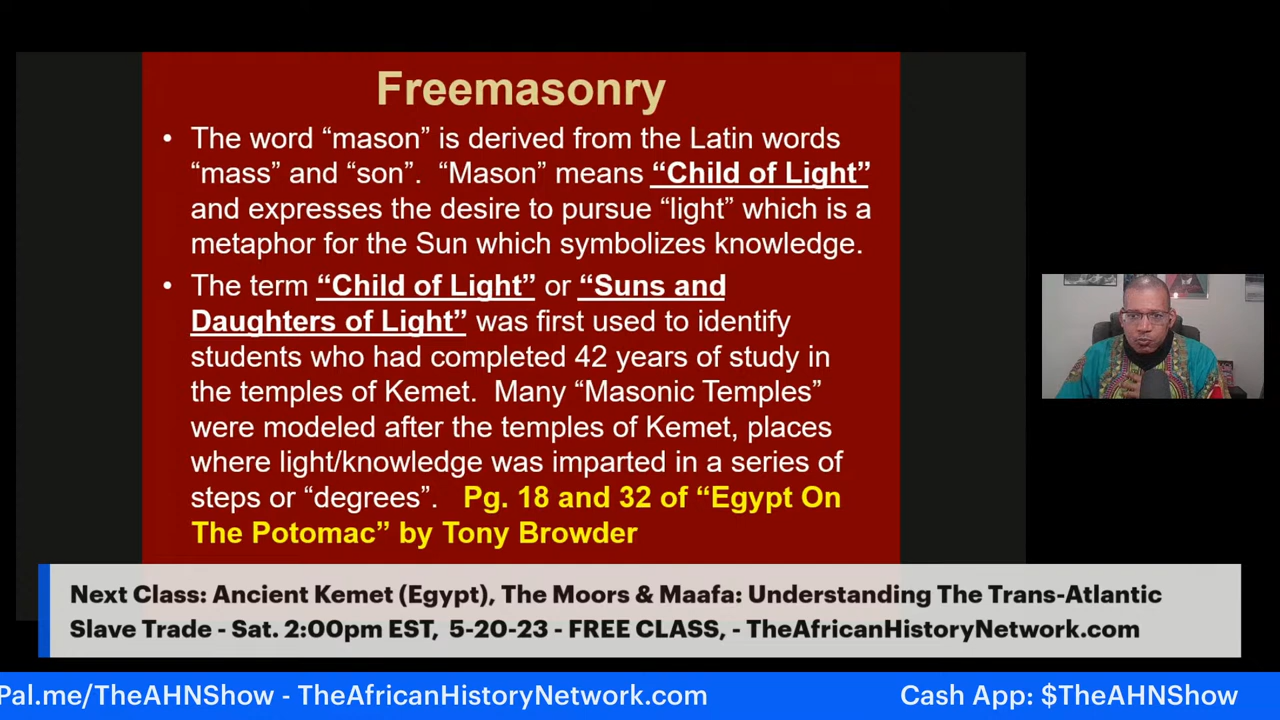 Freemasonry
• The word “mason” is derived from the Latin words
“mass” and “son”. “Mason” means “Child of Light”
and expresses the desire to pursue “light” which is a
metaphor for the Sun which symbolizes knowledge.
• The term “Child of Light” or “Suns and
Daughters of Light” was first used to identify
students who had completed 42 years of study in
the temples of Kemet. Many “Masonic Temples”
were modeled after the temples of Kemet, places
where light/knowledge was imparted in a series of
steps or “degrees”. Pg. 18 and 32 of “Egypt On
The Potomac” by Tony Browder
Next Class: Ancient Kemet (Egypt), The Moors & Maafa: Understanding The Trans-Atlantic
Slave Trade - Sat. 2:00pm EST, 5-20-23 - FREE CLASS, - TheAfricanHistoryNetwork.com
Pal.me/TheAHNShow - TheAfricanHistoryNetwork.com Cash App: $TheAHNShow